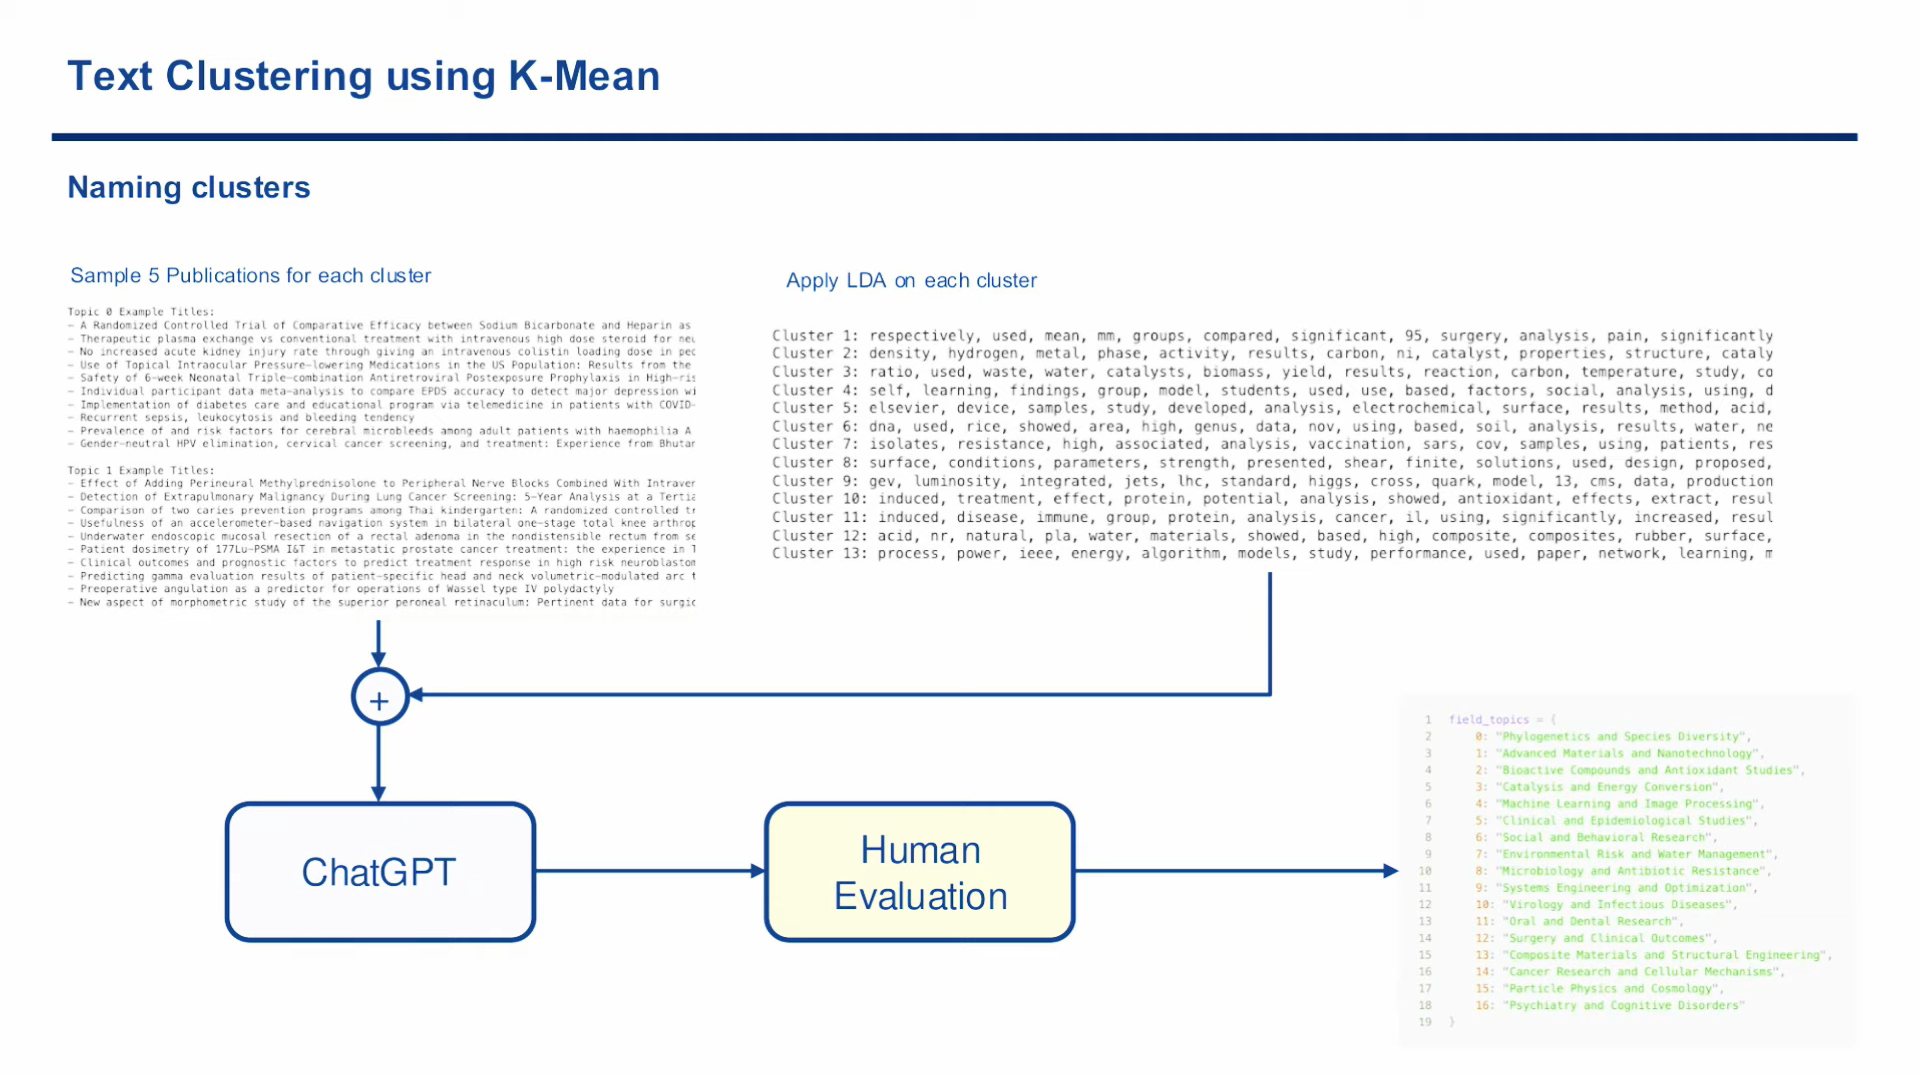 Text Clustering using K-Mean
Naming clusters
Sample 5 Publications for each cluster
Topic 0 Example Titles:
– A Randomized Controlled Trial of Comparative Efficacy between Sodium Bicarbonate and Heparin as
– Therapeutic plasma exchange vs conventional treatment with intravenous high dose steroid for neu
– No increased acute kidney injury rate through giving an intravenous colistin loading dose in ped
– Use of Topical Intraocular Pressure-lowering Medications in the US Population: Results from the
– Safety of 6-week Neonatal Triple-combination Antiretroviral Postexposure Prophylaxis in High-ris
– Individual participant data meta-analysis to compare EPDS accuracy to detect major depression wi
– Implementation of diabetes care and educational program via telemedicine in patients with COVID-
– Recurrent sepsis, leukocytosis and bleeding tendency
– Prevalence of and risk factors for cerebral microbleeds among adult patients with haemophilia A
– Gender-neutral HPV elimination, cervical cancer screening, and treatment: Experience from Bhutan
Topic 1 Example Titles:
– Effect of Adding Perineural Methylprednisolone to Peripheral Nerve Blocks Combined With Intraven
– Detection of Extrapulmonary Malignancy During Lung Cancer Screening: 5-Year Analysis at a Tertia
– Comparison of two caries prevention programs among Thai kindergarten: A randomized controlled tr
– Usefulness of an accelerometer-based navigation system in bilateral one-stage total knee arthrop
– Underwater endoscopic mucosal resection of a rectal adenoma in the nondistensible rectum from se
– Patient dosimetry of 177Lu-PSMA I&T in metastatic prostate cancer treatment: the experience in T
– Clinical outcomes and prognostic factors to predict treatment response in high risk neuroblastom
– Predicting gamma evaluation results of patient-specific head and neck volumetric-modulated arc t
– Preoperative angulation as a predictor for operations of Wassel type IV polydactyly
– New aspect of morphometric study of the superior peroneal retinaculum: Pertinent data for surgic
Apply LDA on each cluster
Cluster 1: respectively, used, mean, mm, groups, compared, significant, 95, surgery, analysis, pain, significantly
Cluster 2: density, hydrogen, metal, phase, activity, results, carbon, ni, catalyst, properties, structure, cataly
Cluster 3: ratio, used, waste, water, catalysts, biomass, yield, results, reaction, carbon, temperature, study, co
Cluster 4: self, learning, findings, group, model, students, used, use, based, factors, social, analysis, using, d
Cluster 5: elsevier, device, samples, study, developed, analysis, electrochemical, surface, results, method, acid,
Cluster 6: dna, used, rice, showed, area, high, genus, data, nov, using, based, soil, analysis, results, water, ne
Cluster 7: isolates, resistance, high, associated, analysis, vaccination, sars, cov, samples, using, patients, res
Cluster 8: surface, conditions, parameters, strength, presented, shear, finite, solutions, used, design, proposed,
Cluster 9: gev, luminosity, integrated, jets, lhc, standard, higgs, cross, quark, model, 13, cms, data, production
Cluster 10: induced, treatment, effect, protein, potential, analysis, showed, antioxidant, effects, extract, resul
Cluster 11: induced, disease, immune, group, protein, analysis, cancer, il, using, significantly, increased, resul
Cluster 12: acid, nr, natural, pla, water, materials, showed, based, high, composite, composites, rubber, surface,
Cluster 13: process, power, ieee, energy, algorithm, models, study, performance, used, paper, network, learning, m
+
ChatGPT
Human
Evaluation
1 field_topics = {
2 0: "Phylogenetics and Species Diversity",
3 1: "Advanced Materials and Nanotechnology",
4 2: "Bioactive Compounds and Antioxidant Studies",
5 3: "Catalysis and Energy Conversion",
6 4: "Machine Learning and Image Processing",
7 5: "Clinical and Epidemiological Studies",
8 6: "Social and Behavioral Research",
9 7: "Environmental Risk and Water Management",
10 8: "Microbiology and Antibiotic Resistance",
11 9: "Systems Engineering and Optimization",
12 10: "Virology and Infectious Diseases",
13 11: "Oral and Dental Research",
14 12: "Surgery and Clinical Outcomes",
15 13: "Composite Materials and Structural Engineering",
16 14: "Cancer Research and Cellular Mechanisms",
17 15: "Particle Physics and Cosmology",
18 16: "Psychiatry and Cognitive Disorders"
19 }